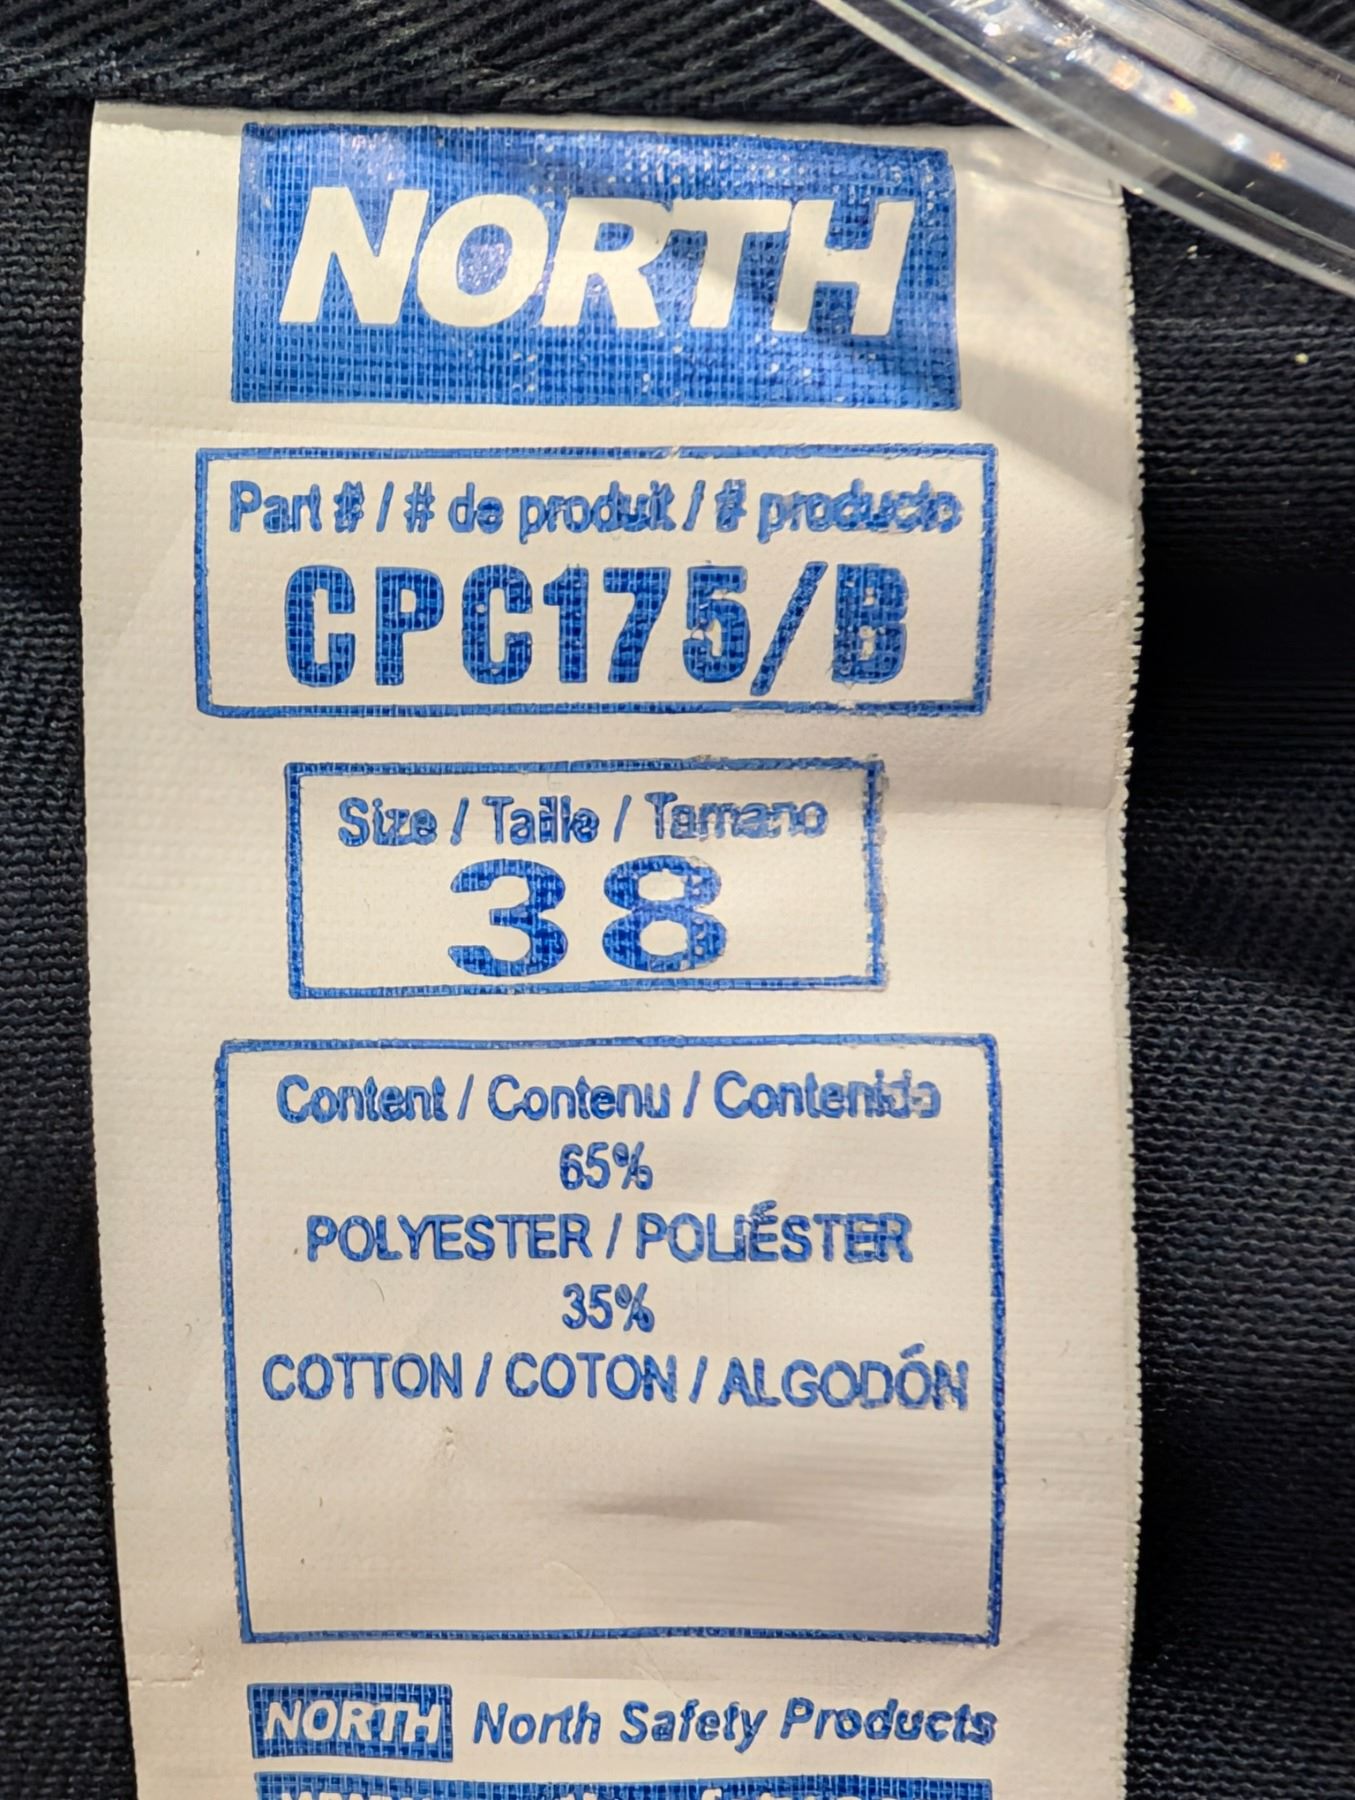 NORTH
Part # / # de produit / # producto
CPC175/B
Size / Taille / Tamano
38
Content / Contenu / Contenido
65%
POLYESTER / POLIÉSTER
35%
COTTON / COTON / ALGODÓN
NORTH North Safety Products